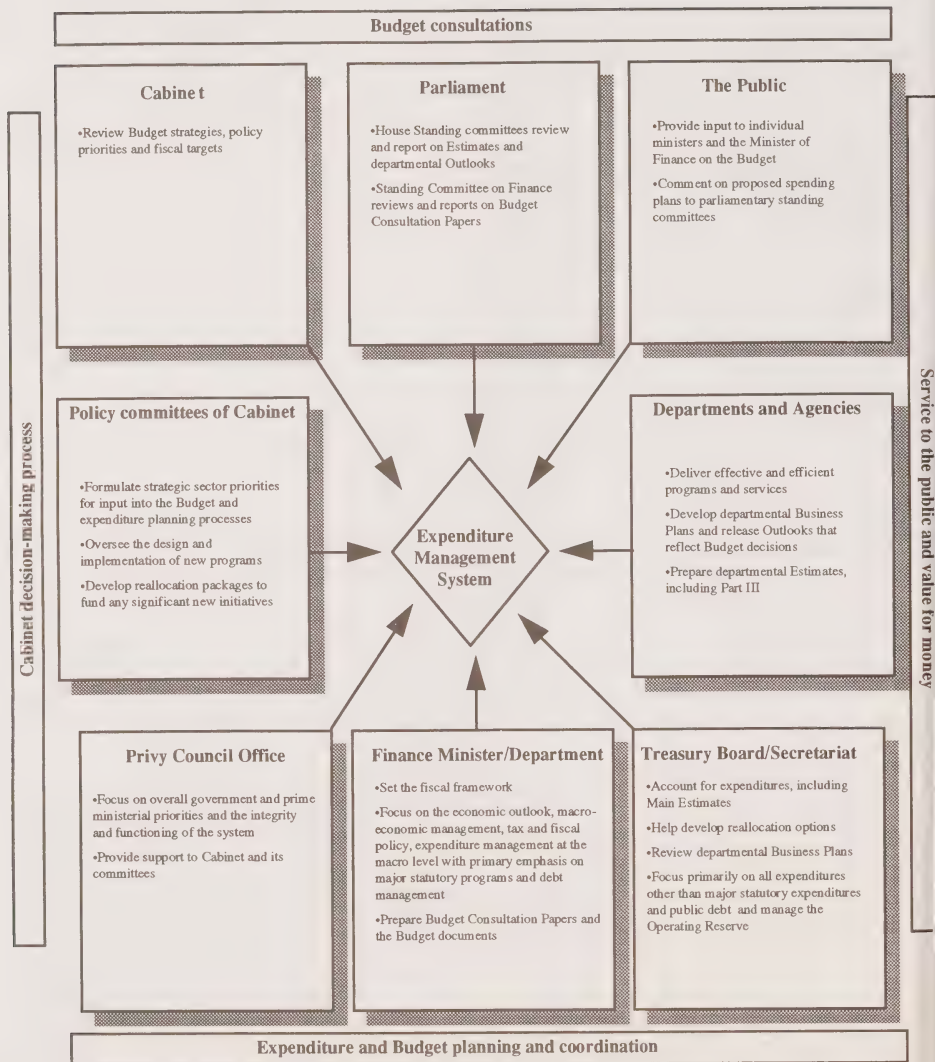 Budget consultations
Cabinet
•Review Budget strategies, policy
priorities and fiscal targets
Parliament
•House Standing committees review
and report on Estimates and
departmental Outlooks
•Standing Committee on Finance
reviews and reports on Budget
Consultation Papers
The Public
•Provide input to individual
ministers and the Minister of
Finance on the Budget
•Comment on proposed spending
plans to parliamentary standing
committees
Cabinet decision-making process
Policy committees of Cabinet
•Formulate strategic sector priorities
for input into the Budget and
expenditure planning processes
•Oversee the design and
implementation of new programs
•Develop reallocation packages to
fund any significant new initiatives
Expenditure
Management
System
Departments and Agencies
•Deliver effective and efficient
programs and services
•Develop departmental Business
Plans and release Outlooks that
reflect Budget decisions
•Prepare departmental Estimates,
including Part III
Service to the public and value for money
Privy Council Office
•Focus on overall government and prime
ministerial priorities and the integrity
and functioning of the system
•Provide support to Cabinet and its
committees
Finance Minister/Department
•Set the fiscal framework
•Focus on the economic outlook, macro-
economic management, tax and fiscal
policy, expenditure management at the
macro level with primary emphasis on
major statutory programs and debt
management
•Prepare Budget Consultation Papers and
the Budget documents
Treasury Board/Secretariat
•Account for expenditures, including
Main Estimates
•Help develop reallocation options
•Review departmental Business Plans
•Focus primarily on all expenditures
other than major statutory expenditures
and public debt and manage the
Operating Reserve
Expenditure and Budget planning and coordination